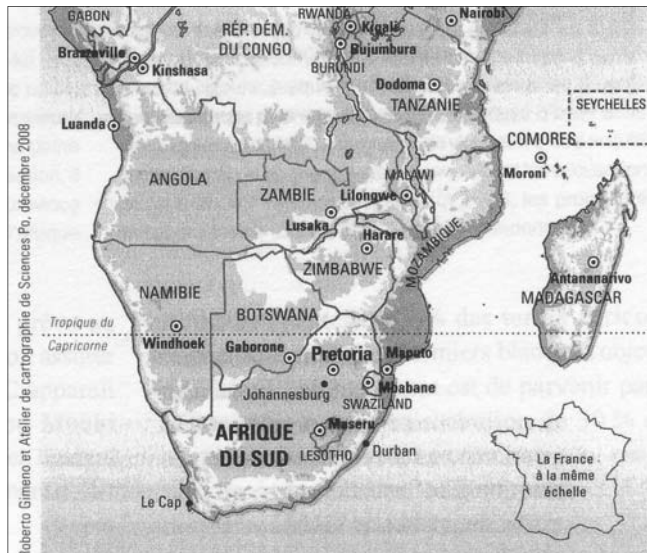 GABON
RÉP. DÉM.
DU CONGO
RWANDA
Kigali
Nairobi
Brazzaville
Kinshasa
Bujumbura
BURUNDI
Dodoma
TANZANIE
SEYCHELLES
Luanda
COMORES
Moroni
ANGOLA
ZAMBIE
MALAWI
Lilongwe
Lusaka
Harare
MOZAMBIQUE
ZIMBABWE
Antananarivo
MADAGASCAR
NAMIBIE
BOTSWANA
Tropique du
Capricorne
Windhoek
Gaborone
Pretoria
Maputo
Johannesburg
Mbabane
SWAZILAND
Maseru
AFRIQUE
DU SUD
LESOTHO
Durban
Le Cap
La France
à la même
échelle
Roberto Gimeno et Atelier de cartographie de Sciences Po, décembre 2008